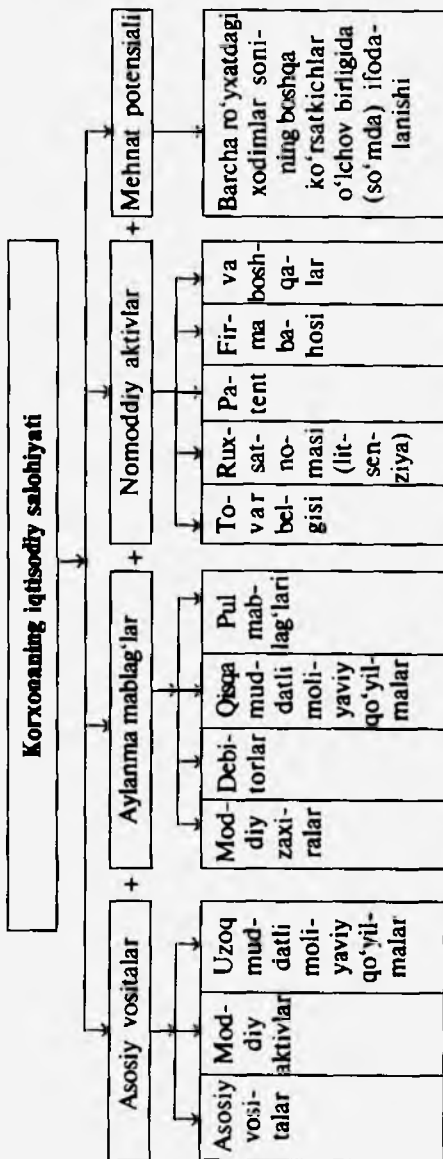 Korxonaning iqtisodiy salohiyati
Asosiy vositalar
+
Aylanma mablag‘lar
+
Nomoddiy aktivlar
+
Mehnat potensiali
Asosiy
vosi-
talar
Mod-
diy
aktivlar
Uzoq
mud-
datli
moli-
yaviy
qo‘yil-
malar
Mod-
diy
zaxi-
ralar
Debi-
torlar
Qisqa
mud-
datli
moli-
yaviy
qo‘yil-
malar
Pul
mab-
lag‘lari
To-
var
bel-
gisi
Rux-
sat-
no-
masi
(lit-
sen-
ziya)
Pa-
tent
Fir-
ma
ba-
hosi
va
bosh-
qa-
lar
Barcha ro‘yxatdagi
xodimlar soni-
ning boshqa
ko‘rsatkichlar
o‘lchov birligida
(so‘mda) ifoda-
lanishi